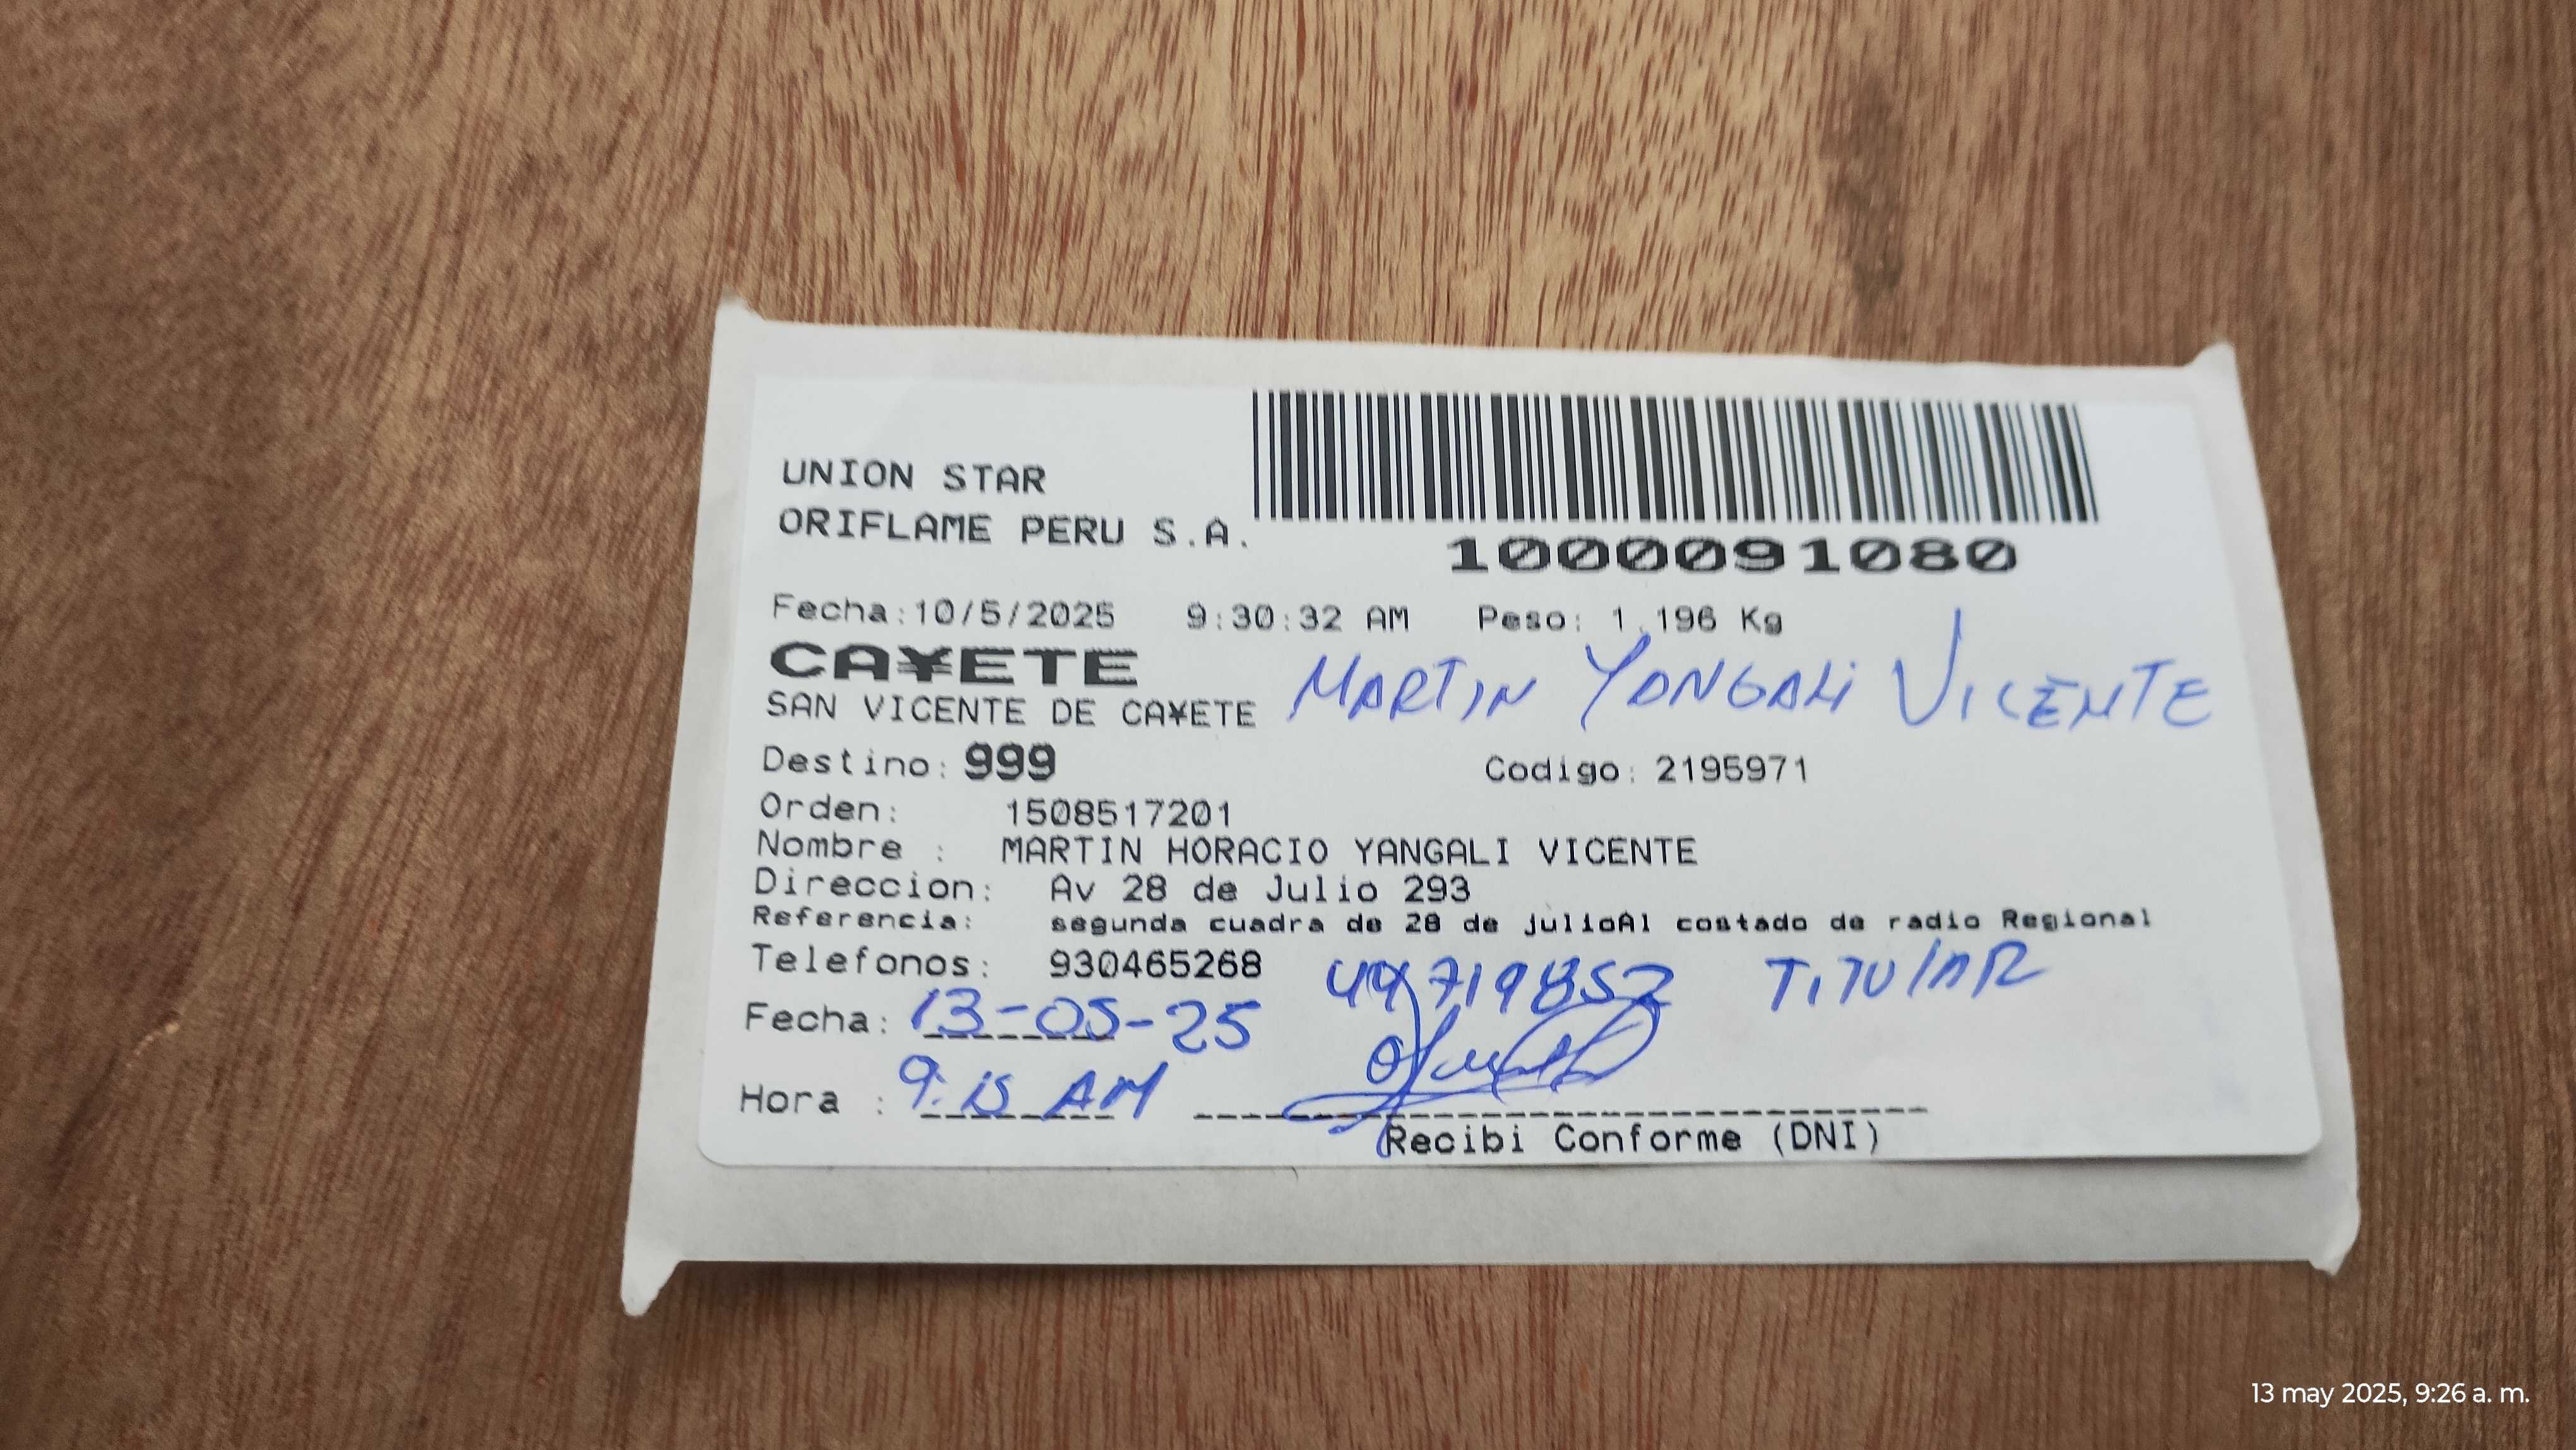 UNION STAR
ORIFLAME PERU S.A.
1000091080
Fecha:10/5/2025 9:30:32 AM Peso: 1.196 Kg
CA¥ETE
SAN VICENTE DE CA¥ETE MARTIN YANGALI VICENTE
Destino: 999 Codigo: 2195971
Orden: 1508517201
Nombre : MARTIN HORACIO YANGALI VICENTE
Direccion: Av 28 de Julio 293
Referencia: segunda cuadra de 28 de julioAl costado de radio Regional
Telefonos: 930465268 TITULAR
Fecha: 13-05-25
Hora : 9:15 AM
Recibi Conforme (DNI)
13 may 2025, 9:26 a. m.